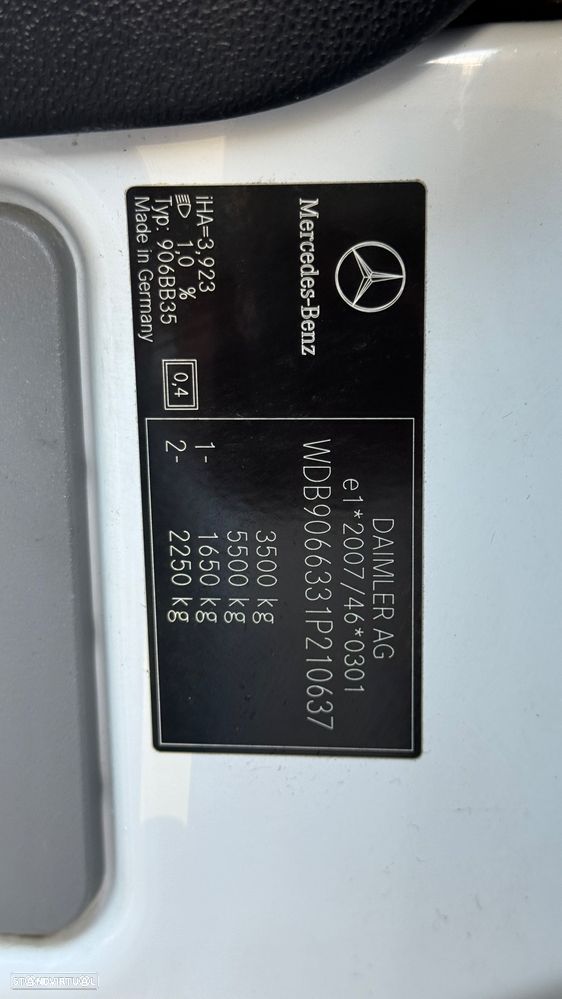 Mercedes-Benz
iHA=3,923
1,0 %
Typ: 906BB35
Made in Germany
0,4
DAIMLER AG
e1*2007/46*0301
WDB9066331P210637
3500 kg
5500 kg
1- 1650 kg
2- 2250 kg
STANDVIRTUAL